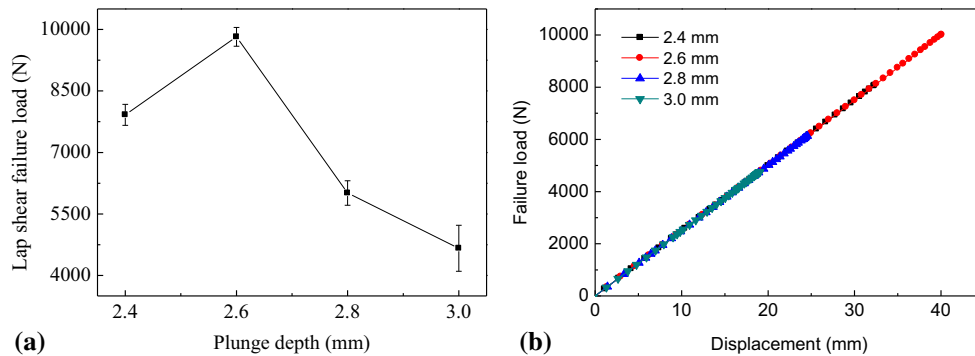 10000
8500
7000
5500
4000
Lap shear failure load (N)
2.4 2.6 2.8 3.0
Plunge depth (mm)
(a)
10000
8000
6000
4000
2000
0
Failure load (N)
2.4 mm
2.6 mm
2.8 mm
3.0 mm
0 10 20 30 40
Displacement (mm)
(b)